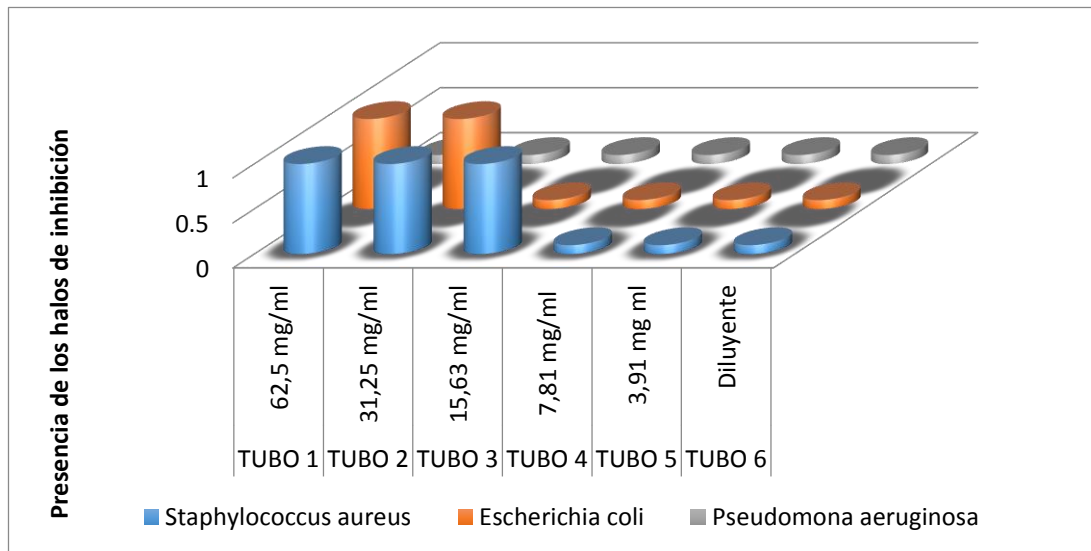 Presencia de los halos de inhibición
1
0.5
0
62,5 mg/ml
31,25 mg/ml
15,63 mg/ml
7,81 mg/ml
3,91 mg ml
Diluyente
TUBO 1
TUBO 2
TUBO 3
TUBO 4
TUBO 5
TUBO 6
Staphylococcus aureus
Escherichia coli
Pseudomona aeruginosa